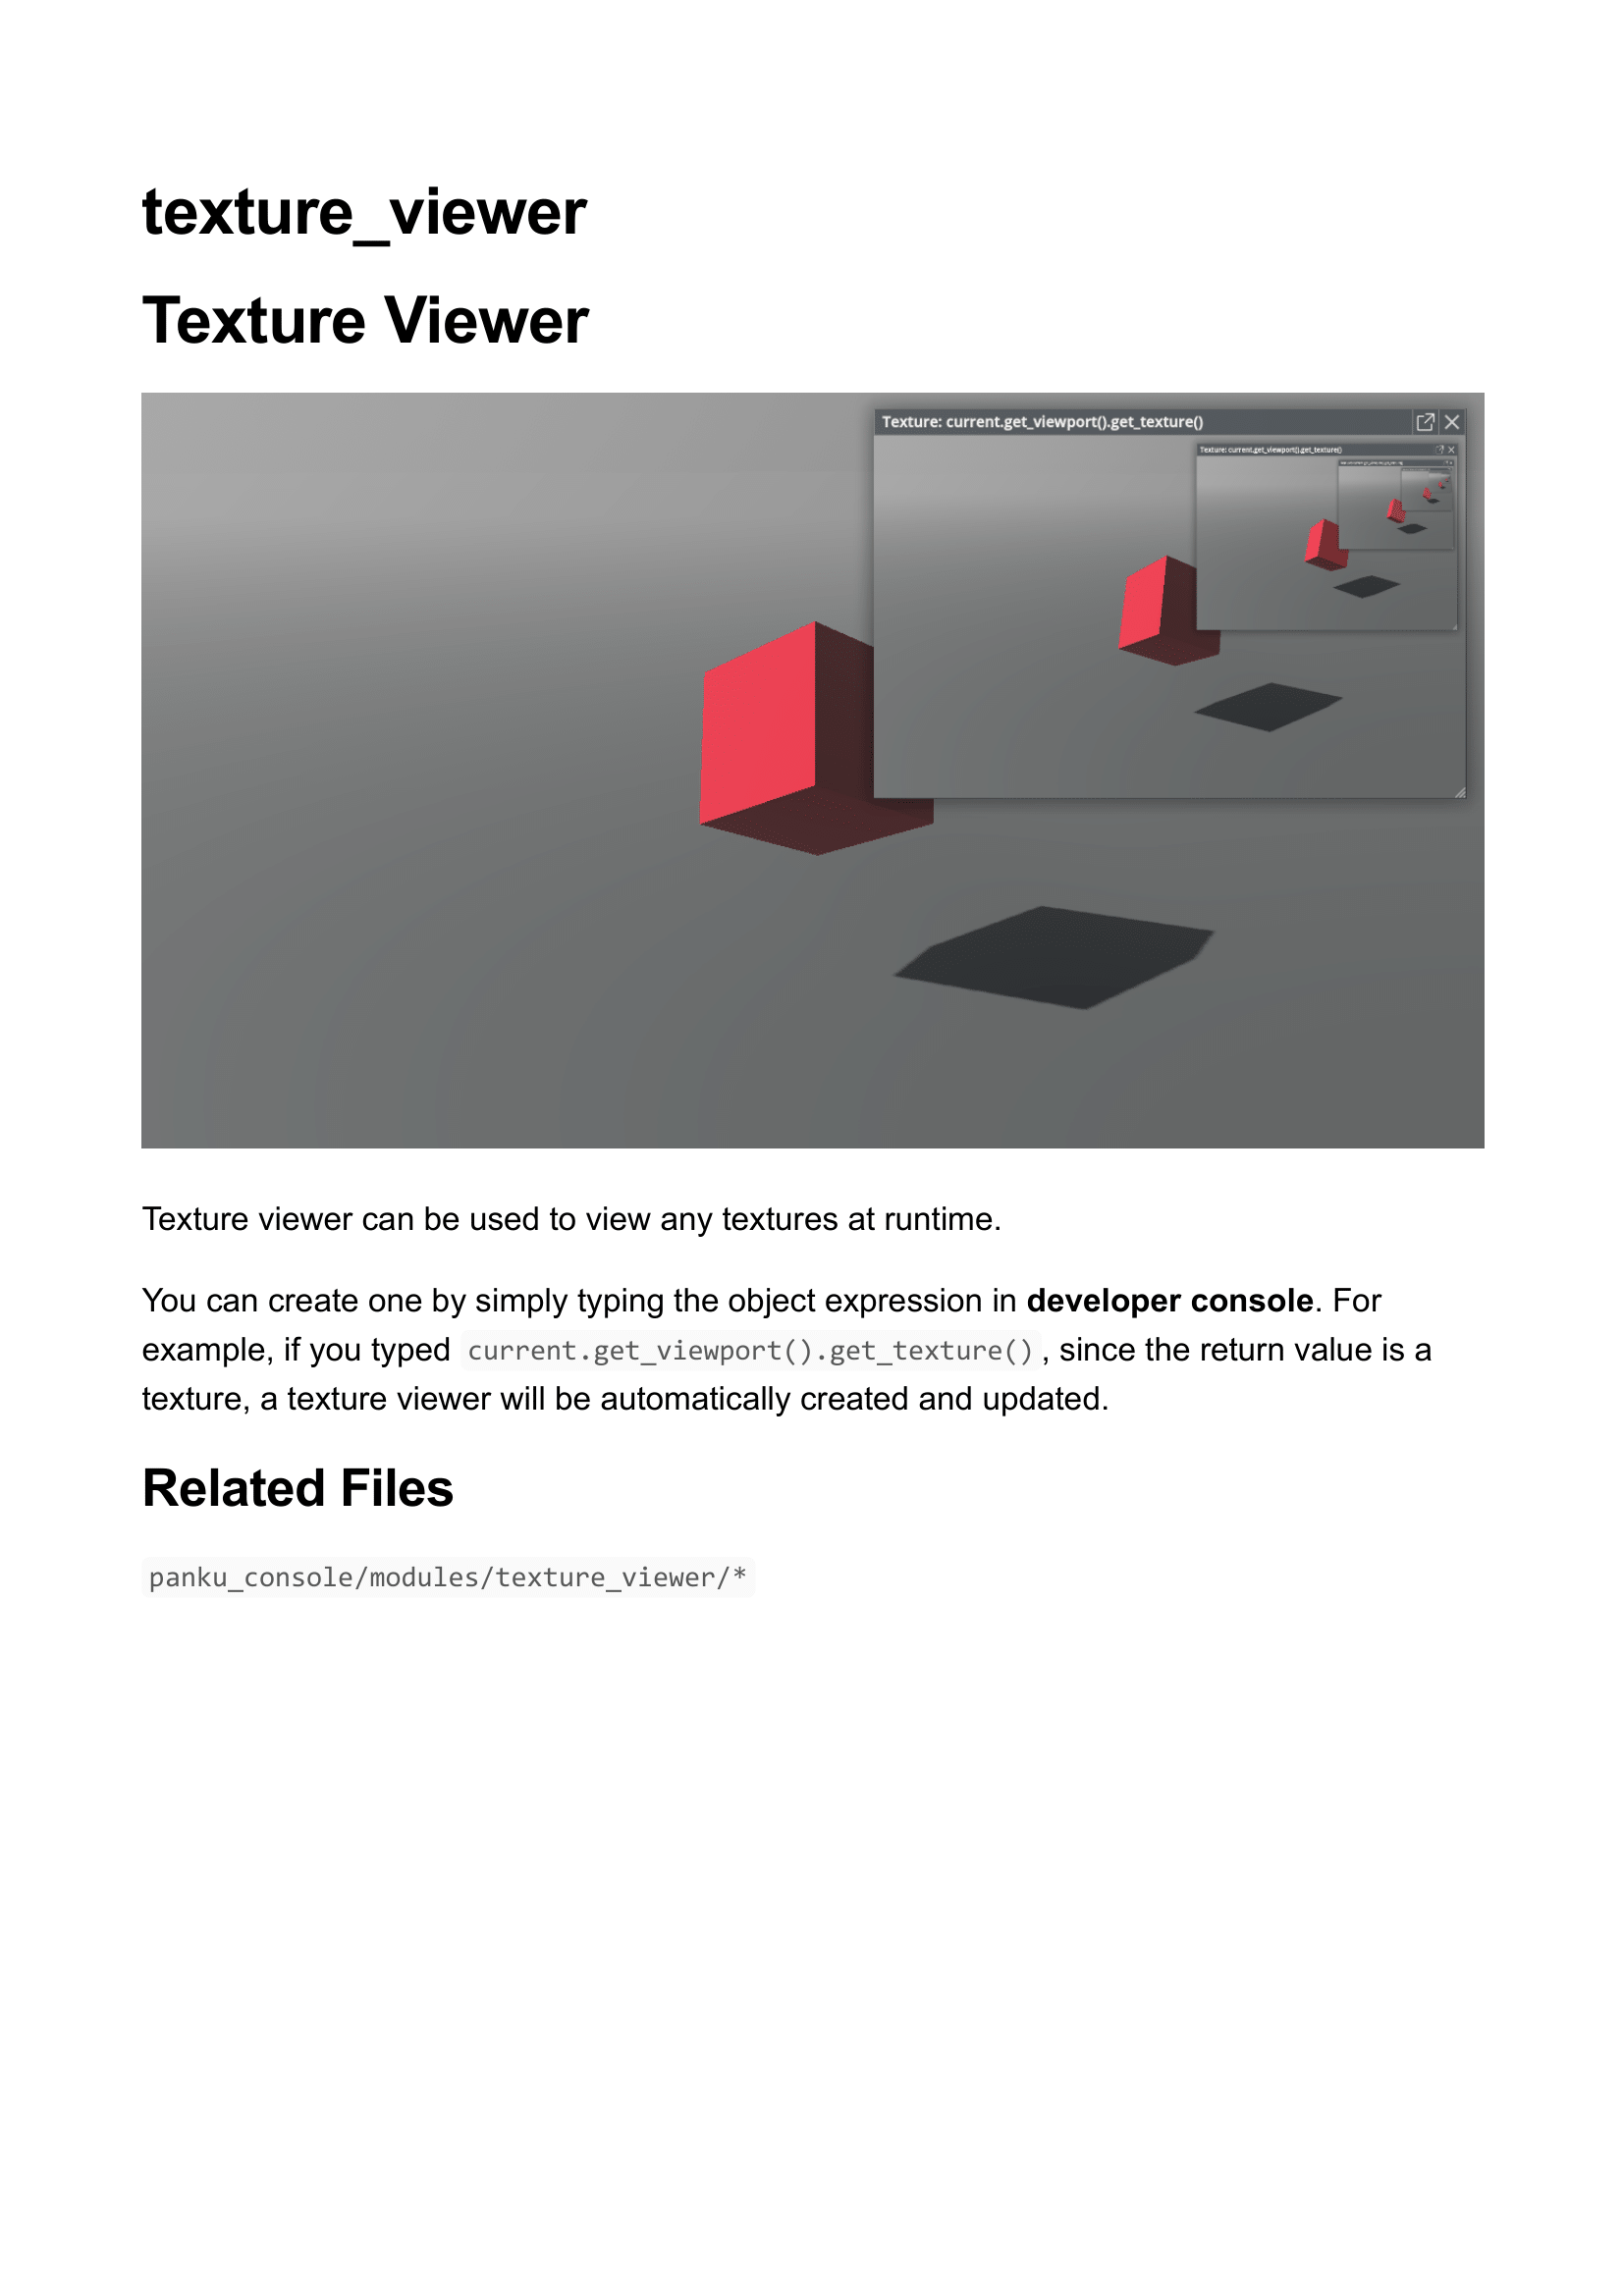 texture_viewer
Texture Viewer
Texture: current.get_viewport().get_texture()
Texture: current.get_viewport().get_texture()
Texture viewer can be used to view any textures at runtime.
You can create one by simply typing the object expression in developer console. For
example, if you typed current.get_viewport().get_texture(), since the return value is a
texture, a texture viewer will be automatically created and updated.
Related Files
panku_console/modules/texture_viewer/*